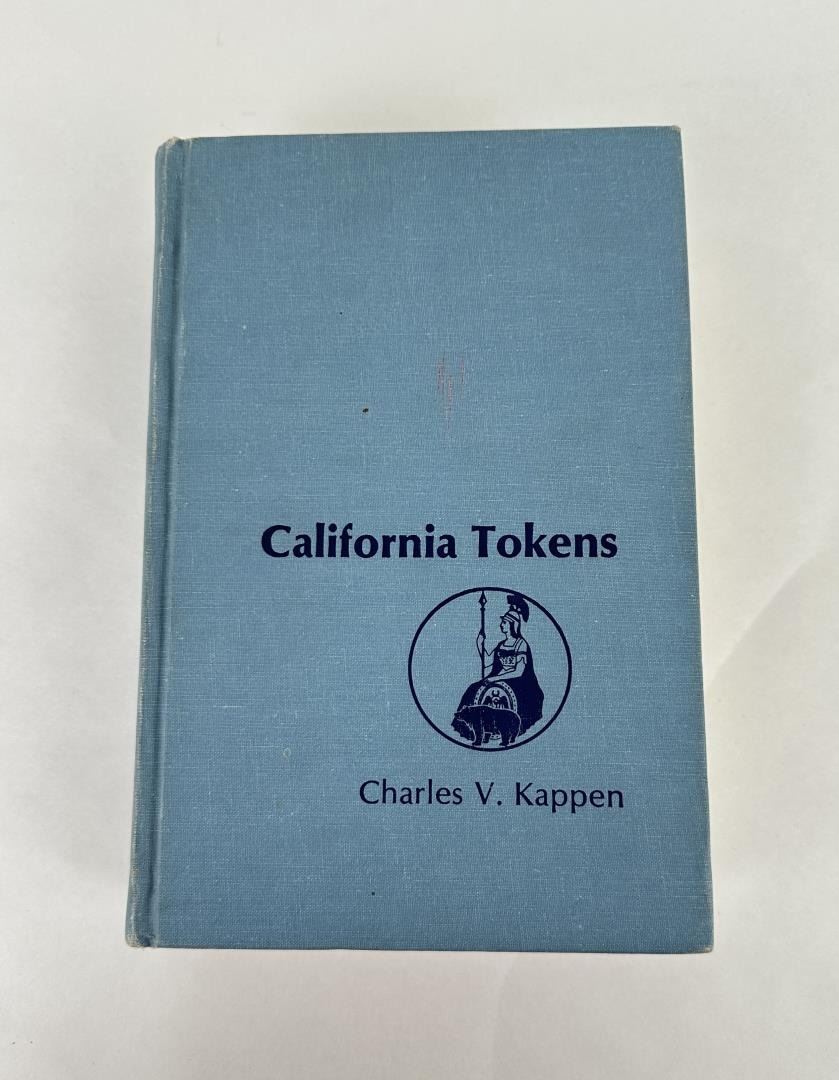 California Tokens
Charles V. Kappen